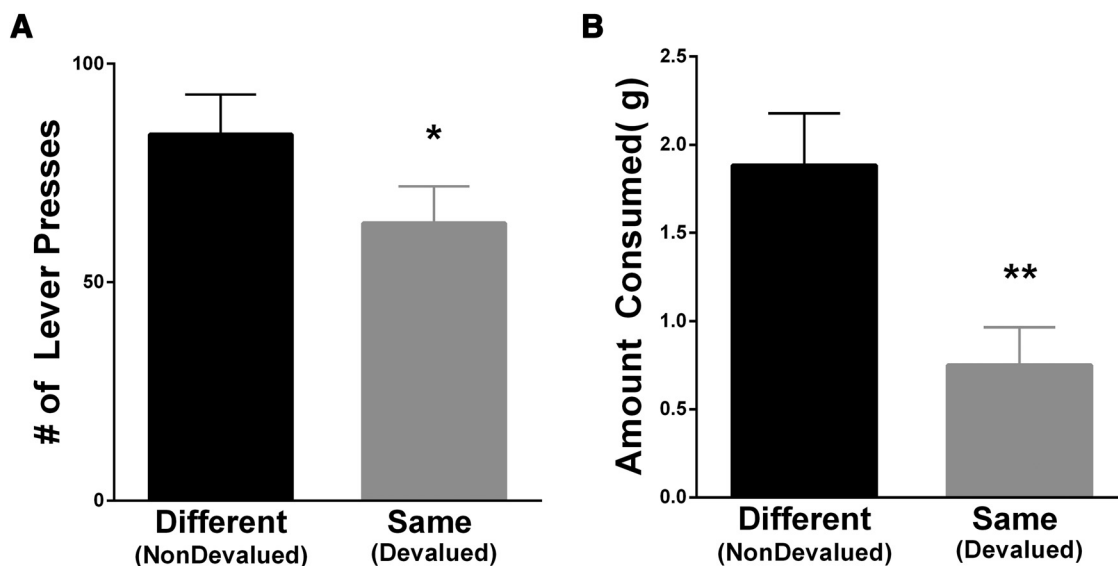 A
# of Lever Presses
100
50
0
*
Different
(NonDevalued)
Same
(Devalued)
B
Amount Consumed( g)
2.5
2.0
1.5
1.0
0.5
0.0
**
Different
(NonDevalued)
Same
(Devalued)